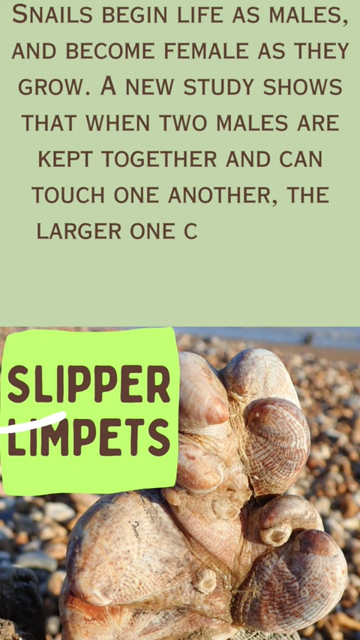 Snails begin life as males,
and become female as they
grow. A new study shows
that when two males are
kept together and can
touch one another, the
larger one c
SLIPPER
LIMPETS